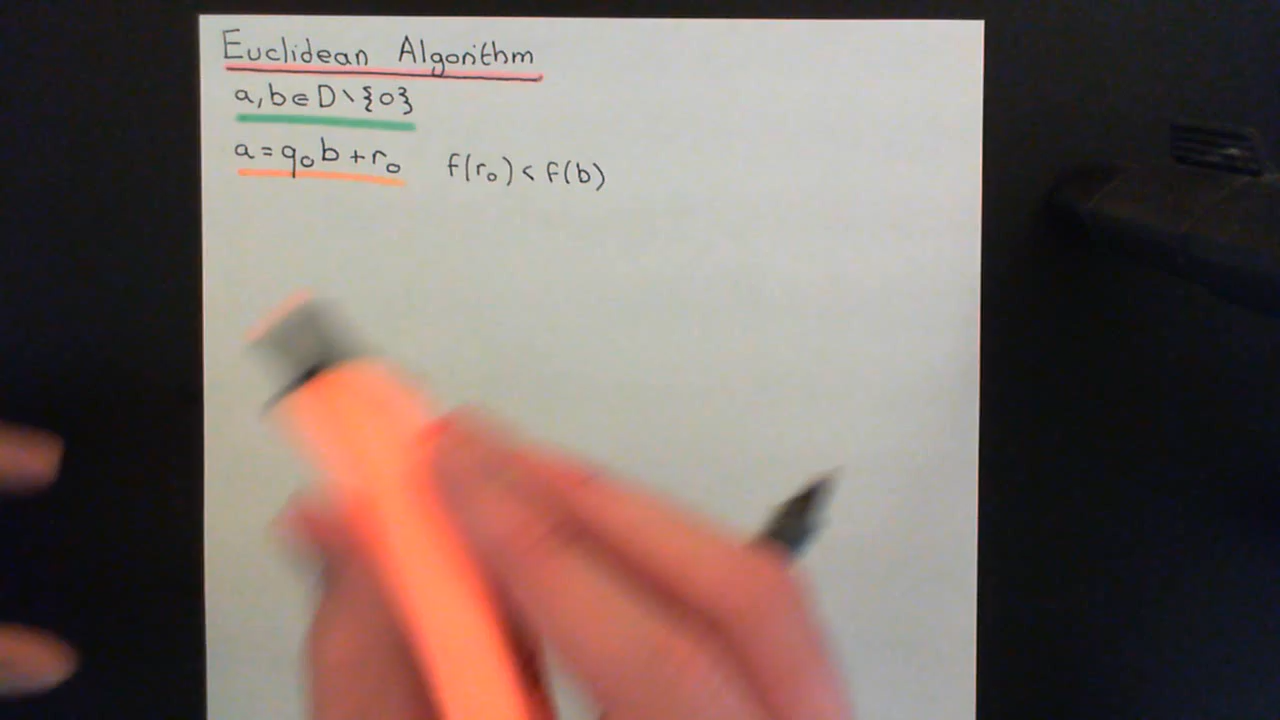 Euclidean Algorithm
a, b ∈ D \ {0}
a = q₀b + r₀ f(r₀) < f(b)